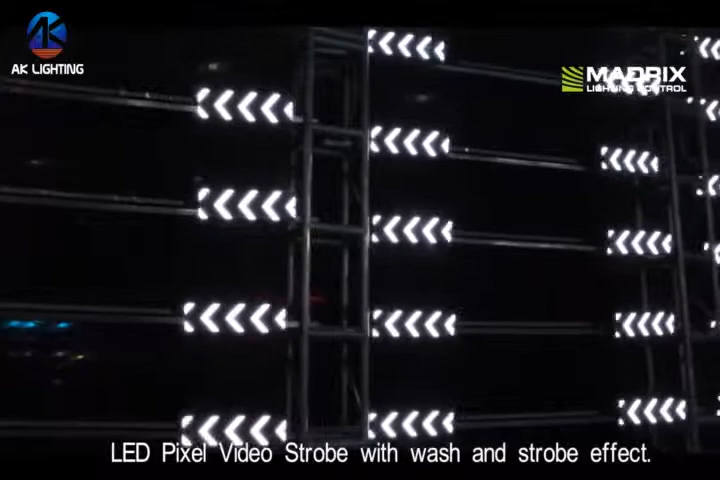 AK LIGHTING
MADRIX
LIGHTING CONTROL
LED Pixel Video Strobe with wash and strobe effect.